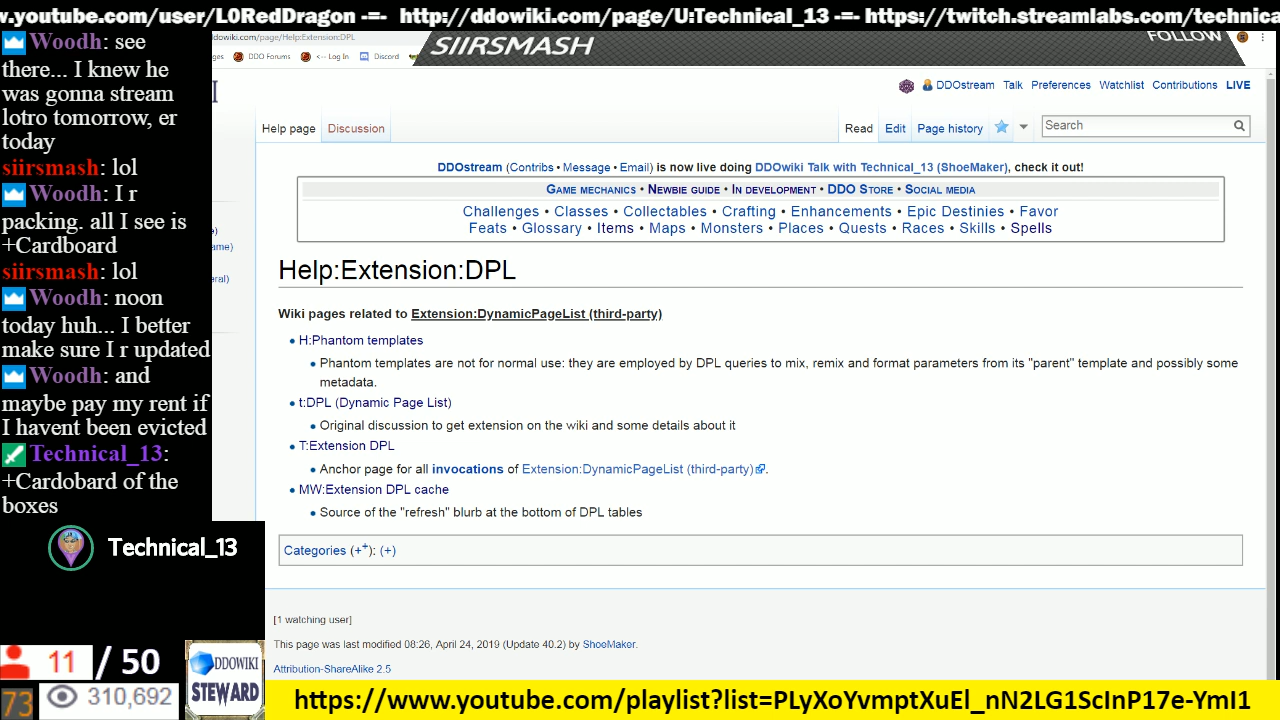 w.youtube.com/user/L0RedDragon -=- http://ddowiki.com/page/U:Technical_13 -=- https://twitch.streamlabs.com/technica
Woodh: see
there... I knew he
was gonna stream
lotro tomorrow, er
today
siirsmash: lol
Woodh: I r
packing. all I see is
+Cardboard
siirsmash: lol
Woodh: noon
today huh... I better
make sure I r updated
Woodh: and
maybe pay my rent if
I havent been evicted
Technical_13:
+Cardobard of the
boxes
Technical_13
11 / 50
73
310,692
DDOWIKI
STEWARD
ddowiki.com/page/Help:Extension:DPL
ges DDO Forums <-- Log In Discord
SIIRSMASH
FOLLOW
DDOstream Talk Preferences Watchlist Contributions LIVE
Help page Discussion Read Edit Page history Search
DDOstream (Contribs • Message • Email) is now live doing DDOwiki Talk with Technical_13 (ShoeMaker), check it out!
Game mechanics • Newbie guide • In development • DDO Store • Social media
Challenges • Classes • Collectables • Crafting • Enhancements • Epic Destinies • Favor
Feats • Glossary • Items • Maps • Monsters • Places • Quests • Races • Skills • Spells
ame)
eral)
Help:Extension:DPL
Wiki pages related to Extension:DynamicPageList (third-party)
• H:Phantom templates
• Phantom templates are not for normal use: they are employed by DPL queries to mix, remix and format parameters from its "parent" template and possibly some
metadata.
• t:DPL (Dynamic Page List)
• Original discussion to get extension on the wiki and some details about it
• T:Extension DPL
• Anchor page for all invocations of Extension:DynamicPageList (third-party).
• MW:Extension DPL cache
• Source of the "refresh" blurb at the bottom of DPL tables
Categories (+⁺): (+)
[1 watching user]
This page was last modified 08:26, April 24, 2019 (Update 40.2) by ShoeMaker.
Attribution-ShareAlike 2.5
https://www.youtube.com/playlist?list=PLyXoYvmptXuEl_nN2LG1ScInP17e-YmI1